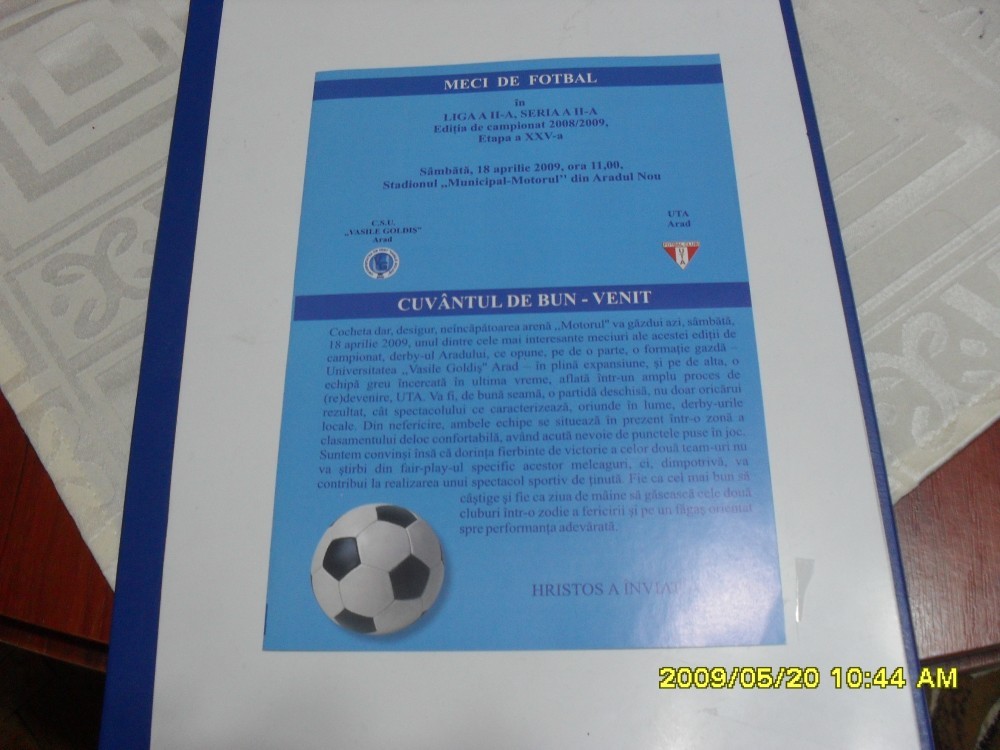 MECI DE FOTBAL
în
LIGA A II-A, SERIA A II-A
Ediția de campionat 2008/2009,
Etapa a XXV-a
Sâmbătă, 18 aprilie 2009, ora 11,00,
Stadionul ,,Municipal-Motorul'' din Aradul Nou
C.S.U.
,,VASILE GOLDIȘ"
Arad
UTA
Arad
FOTBAL CLUB
UTA
CUVÂNTUL DE BUN - VENIT
Cocheta dar, desigur, neîncăpătoarea arenă ,,Motorul" va găzdui azi, sâmbătă,
18 aprilie 2009, unul dintre cele mai interesante meciuri ale acestei ediții de
campionat, derby-ul Aradului, ce opune, pe de o parte, o formație gazdă –
Universitatea ,,Vasile Goldiș" Arad – în plină expansiune, și pe de alta, o
echipă greu încercată în ultima vreme, aflată într-un amplu proces de
(re)devenire, UTA. Va fi, de bună seamă, o partidă deschisă, nu doar oricărui
rezultat, cât spectacolului ce caracterizează, oriunde în lume, derby-urile
locale. Din nefericire, ambele echipe se situează în prezent într-o zonă a
clasamentului deloc confortabilă, având acută nevoie de punctele puse în joc.
Suntem convinși însă că dorința fierbinte de victorie a celor două team-uri nu
va știrbi din fair-play-ul specific acestor meleaguri, ci, dimpotrivă, va
contribui la realizarea unui spectacol sportiv de ținută. Fie ca cel mai bun să
câștige și fie ca ziua de mâine să găsească cele două
cluburi într-o zodie a fericirii și pe un făgaș orientat
spre performanța adevărată.
HRISTOS A ÎNVIAT
2009/05/20 10:44 AM